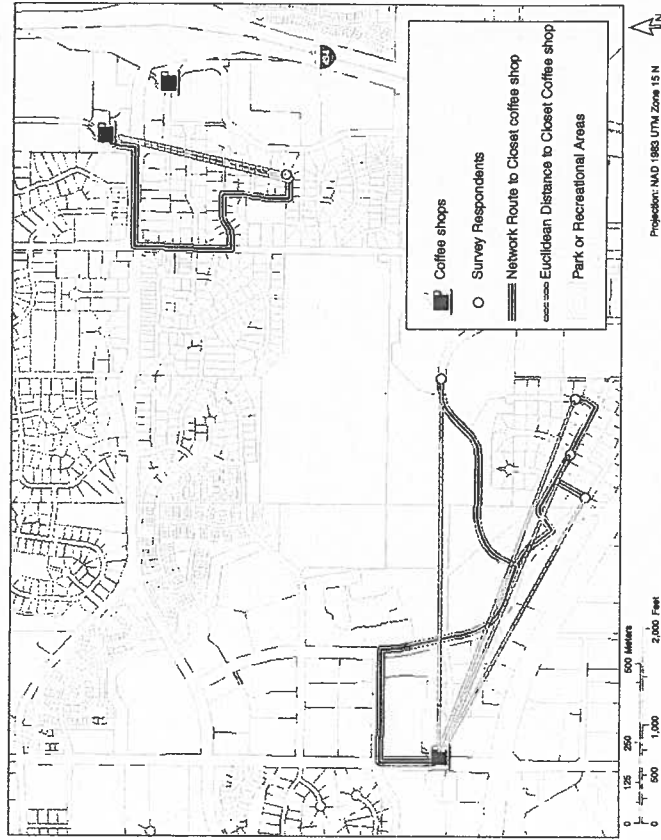 Coffee shops
Survey Respondents
Network Route to Closet coffee shop
Euclidean Distance to Closet Coffee shop
Park or Recreational Areas
0 125 250 500 Meters
0 500 1,000 2,000 Feet
N
Projection: NAD 1983 UTM Zone 15 N